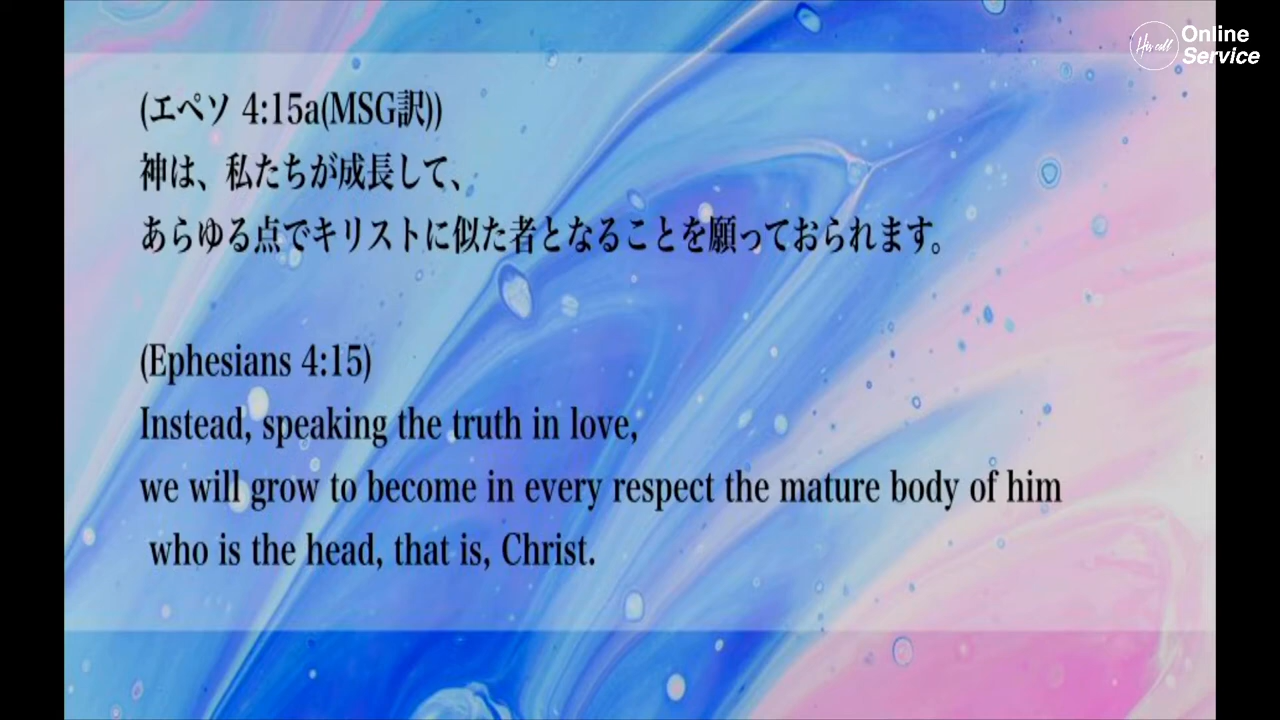 His call
Online
Service
(エペソ 4:15a(MSG訳))
神は、私たちが成長して、
あらゆる点でキリストに似た者となることを願っておられます。
(Ephesians 4:15)
Instead, speaking the truth in love,
we will grow to become in every respect the mature body of him
who is the head, that is, Christ.